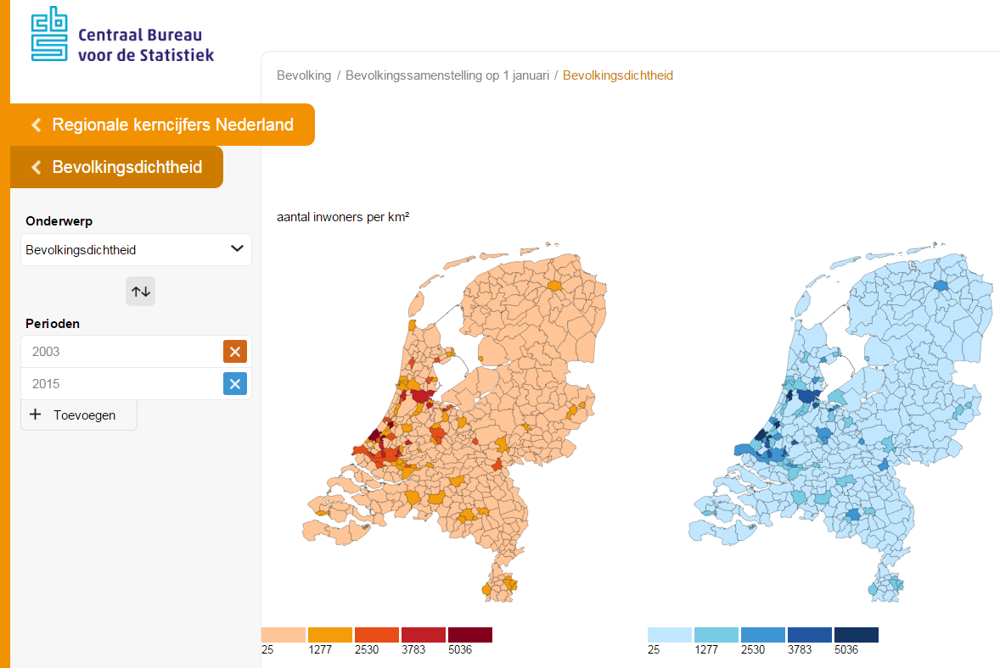 cbs
Centraal Bureau
voor de Statistiek
Bevolking / Bevolkingssamenstelling op 1 januari / Bevolkingsdichtheid
Regionale kerncijfers Nederland
Bevolkingsdichtheid
Onderwerp
Bevolkingsdichtheid
Perioden
2003
2015
Toevoegen
aantal inwoners per km²
25 1277 2530 3783 5036
25 1277 2530 3783 5036